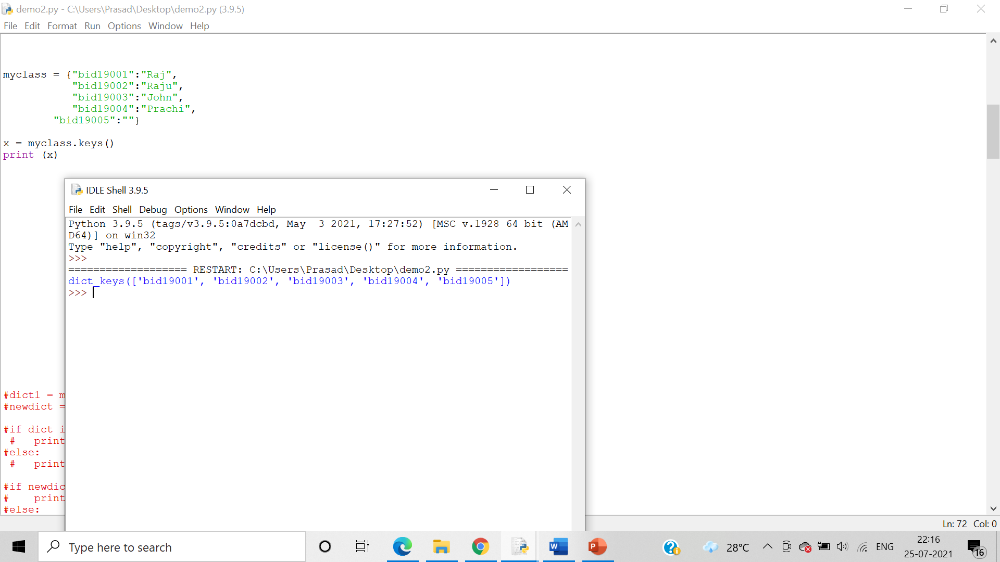 demo2.py - C:\Users\Prasad\Desktop\demo2.py (3.9.5)
File Edit Format Run Options Window Help
myclass = {"bid19001":"Raj",
"bid19002":"Raju",
"bid19003":"John",
"bid19004":"Prachi",
"bid19005":""}
x = myclass.keys()
print (x)
IDLE Shell 3.9.5
File Edit Shell Debug Options Window Help
Python 3.9.5 (tags/v3.9.5:0a7dcbd, May  3 2021, 17:27:52) [MSC v.1928 64 bit (AM
D64)] on win32
Type "help", "copyright", "credits" or "license()" for more information.
>>>
=================== RESTART: C:\Users\Prasad\Desktop\demo2.py ==================
dict_keys(['bid19001', 'bid19002', 'bid19003', 'bid19004', 'bid19005'])
>>>
#dict1 = m
#newdict =
#if dict i
#   print
#else:
#   print
#if newdic
#    print
#else:
Ln: 72 Col: 0
Type here to search
W
P
28°C
ENG
22:16
25-07-2021
16